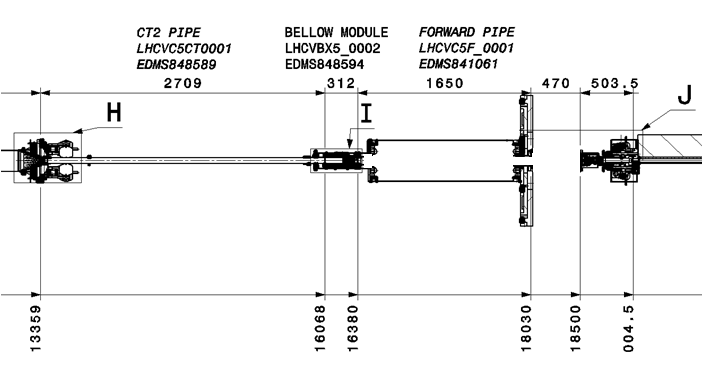 CT2 PIPE
LHCVC5CT0001
EDMS848589
BELLOW MODULE
LHCVBX5_0002
EDMS848594
FORWARD PIPE
LHCVC5F_0001
EDMS841061
2709
312
1650
470
503.5
H
I
J
13359
16068
16380
18030
18500
004.5